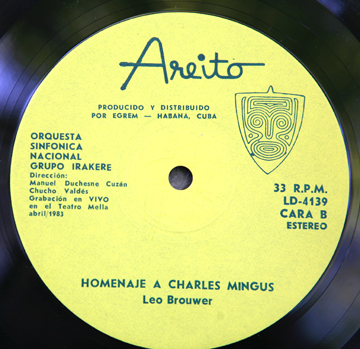 Areito
PRODUCIDO Y DISTRIBUIDO
POR EGREM — HABANA, CUBA
ORQUESTA
SINFONICA
NACIONAL
GRUPO IRAKERE
Dirección:
Manuel Duchesne Cuzán
Chucho Valdés
Grabación en VIVO
en el Teatro Mella
abril/1983
33 R.P.M.
LD-4139
CARA B
ESTEREO
HOMENAJE A CHARLES MINGUS
Leo Brouwer